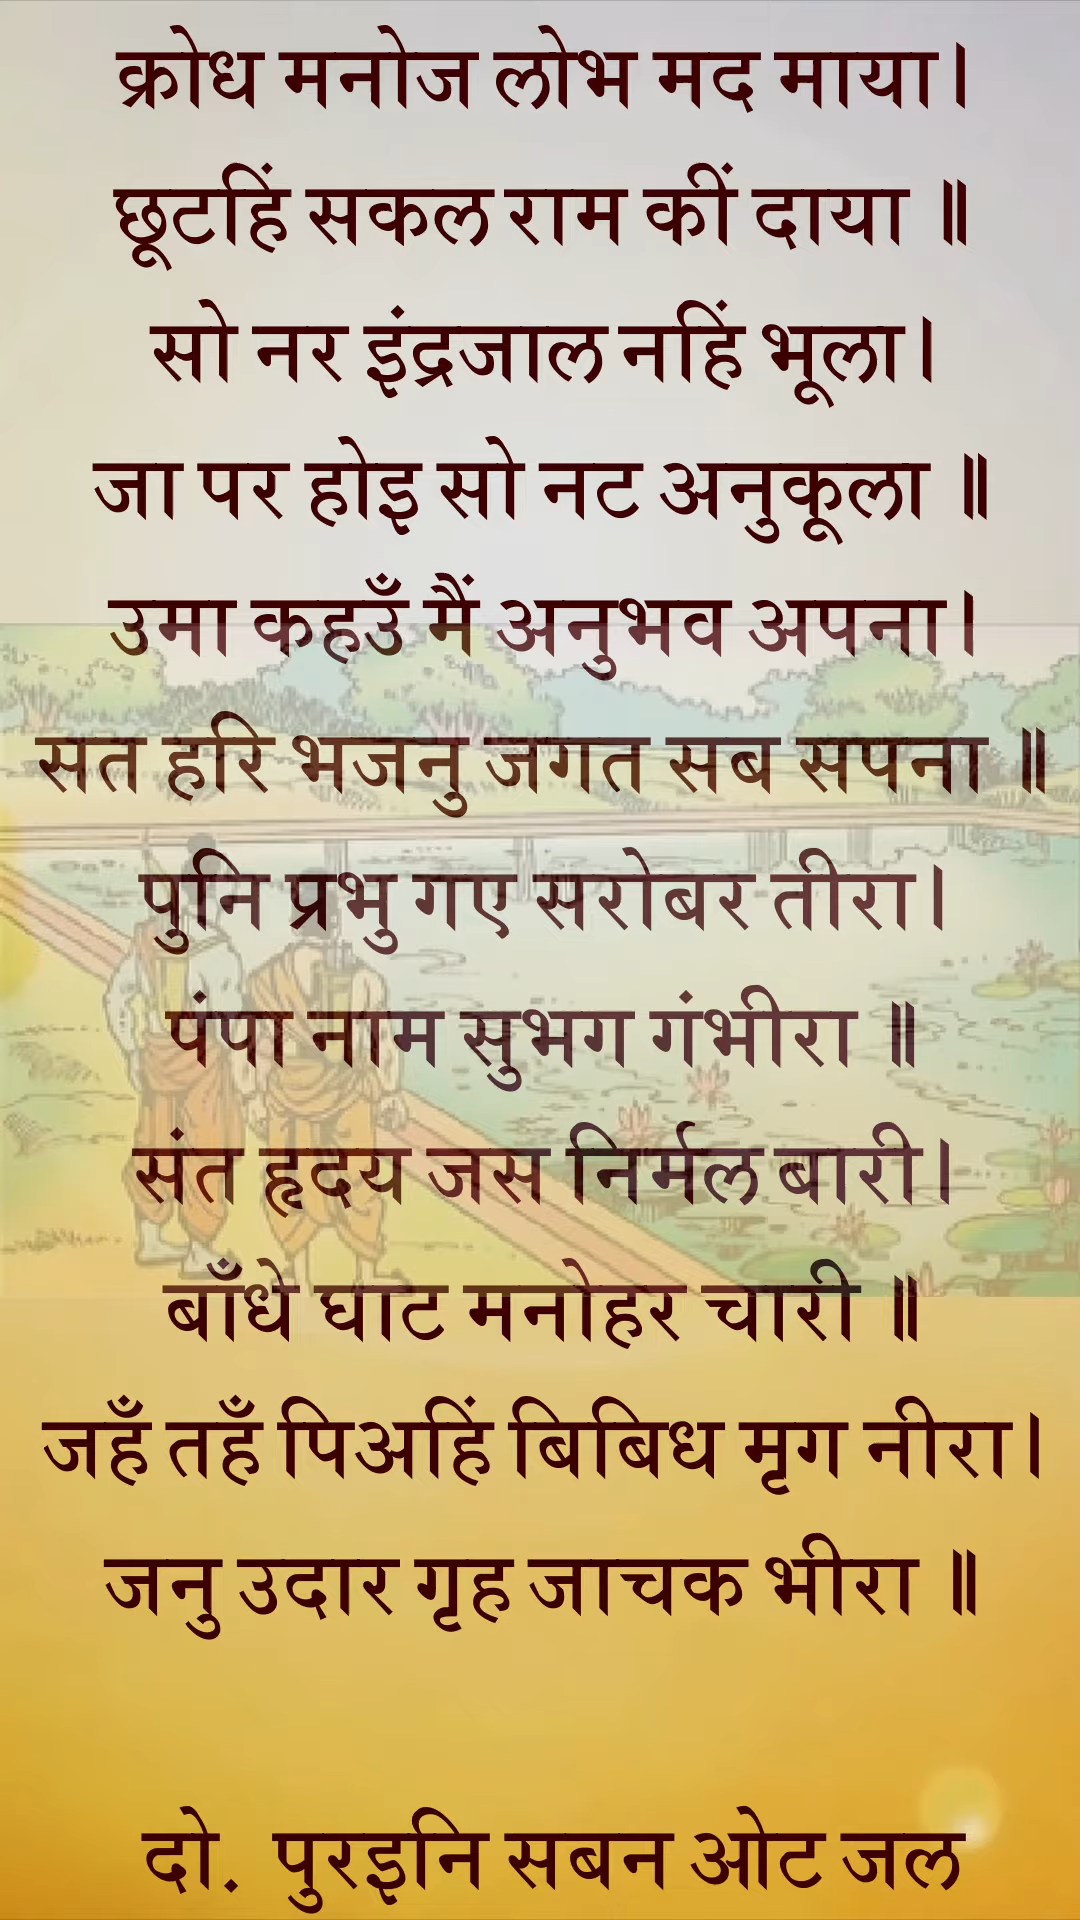 क्रोध मनोज लोभ मद माया।
छूटहिं सकल राम कीं दाया ॥
सो नर इंद्रजाल नहिं भूला।
जा पर होइ सो नट अनुकूला ॥
उमा कहउँ मैं अनुभव अपना।
सत हरि भजनु जगत सब सपना ॥
पुनि प्रभु गए सरोबर तीरा।
पंपा नाम सुभग गंभीरा ॥
संत हृदय जस निर्मल बारी।
बाँधे घाट मनोहर चारी ॥
जहँ तहँ पिअहिं बिबिध मृग नीरा।
जनु उदार गृह जाचक भीरा ॥
दो. पुरइनि सबन ओट जल